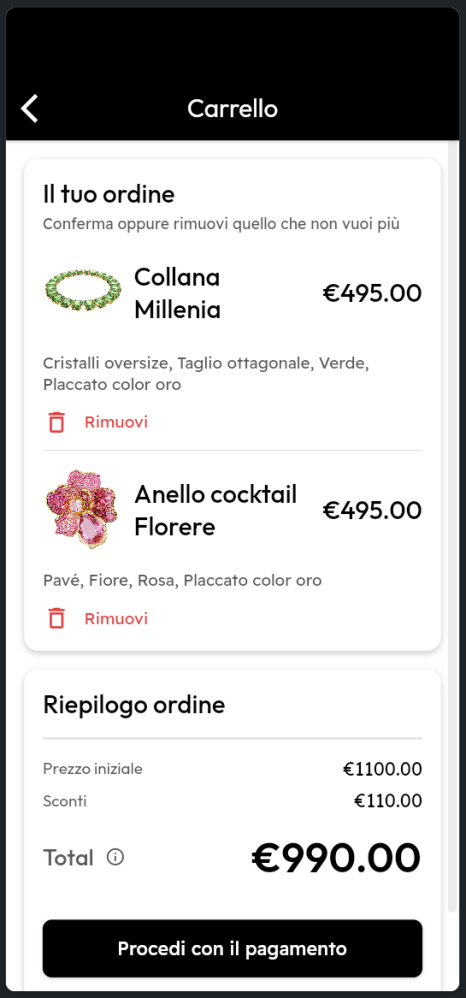 Carrello
Il tuo ordine
Conferma oppure rimuovi quello che non vuoi più
Collana
Millenia
€495.00
Cristalli oversize, Taglio ottagonale, Verde,
Placcato color oro
Rimuovi
Anello cocktail
Florere
€495.00
Pavé, Fiore, Rosa, Placcato color oro
Rimuovi
Riepilogo ordine
Prezzo iniziale €1100.00
Sconti €110.00
Total €990.00
Procedi con il pagamento